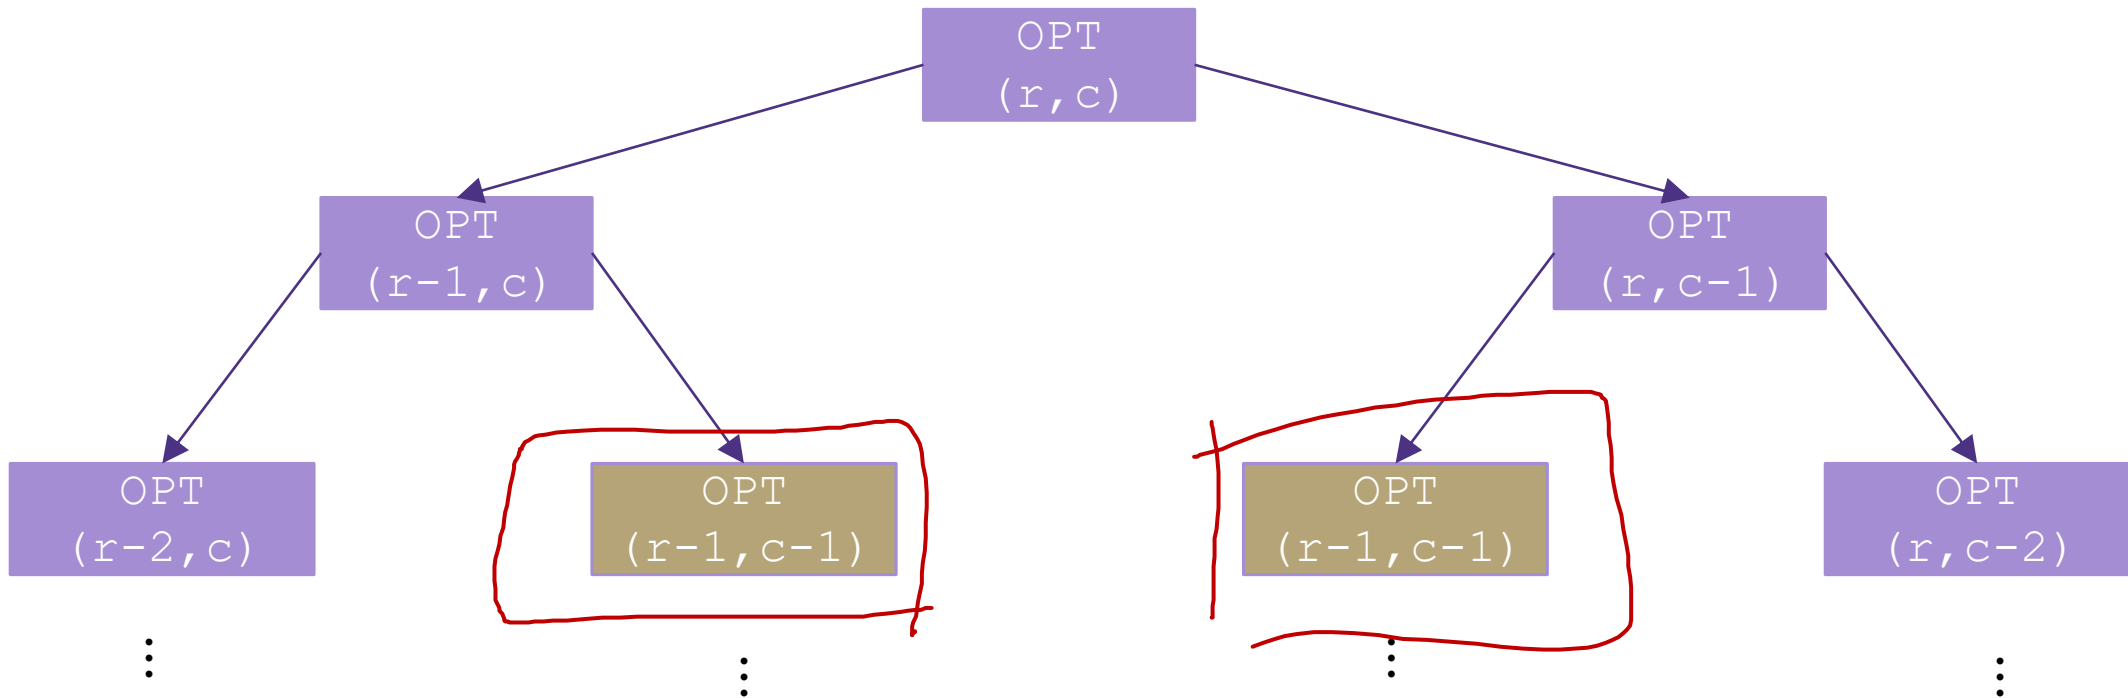 OPT
(r,c)
OPT
(r-1,c)
OPT
(r,c-1)
OPT
(r-2,c)
OPT
(r-1,c-1)
OPT
(r-1,c-1)
OPT
(r,c-2)